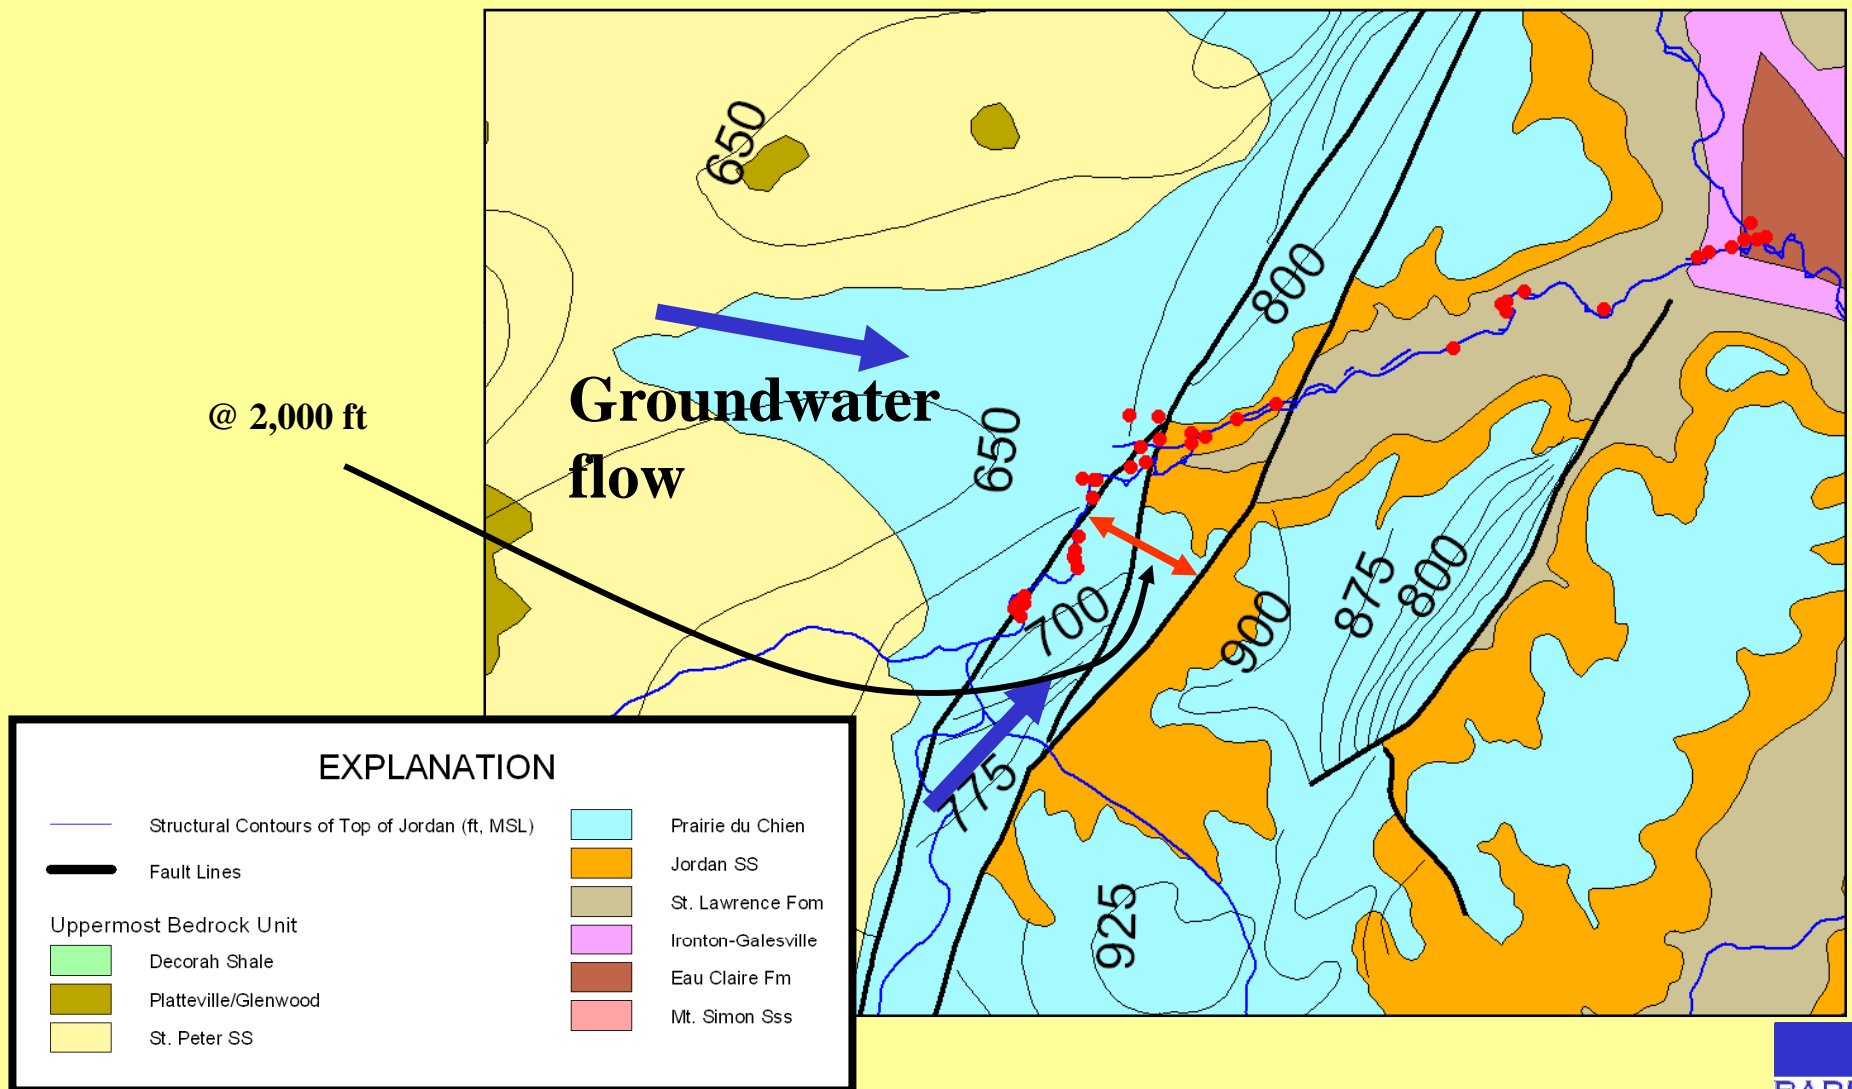 650
800
@ 2,000 ft
Groundwater
flow
650
700
900
875
800
775
925
EXPLANATION
Structural Contours of Top of Jordan (ft, MSL)
Fault Lines
Uppermost Bedrock Unit
Decorah Shale
Platteville/Glenwood
St. Peter SS
Prairie du Chien
Jordan SS
St. Lawrence Fom
Ironton-Galesville
Eau Claire Fm
Mt. Simon Sss